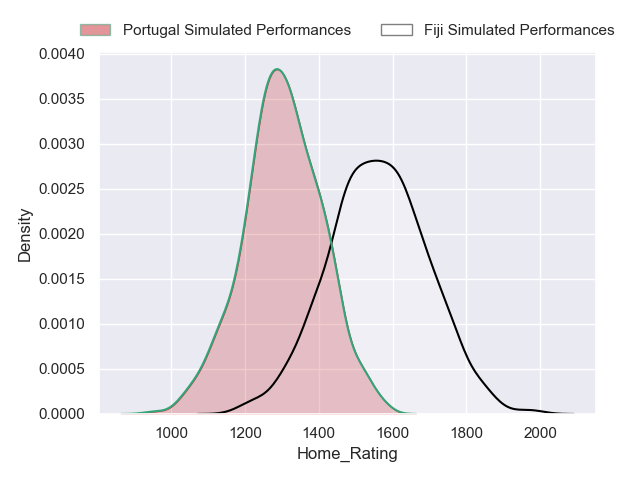 Portugal Simulated Performances
Fiji Simulated Performances
0.0040
0.0035
0.0030
0.0025
0.0020
0.0015
0.0010
0.0005
0.0000
Density
1000 1200 1400 1600 1800 2000
Home_Rating